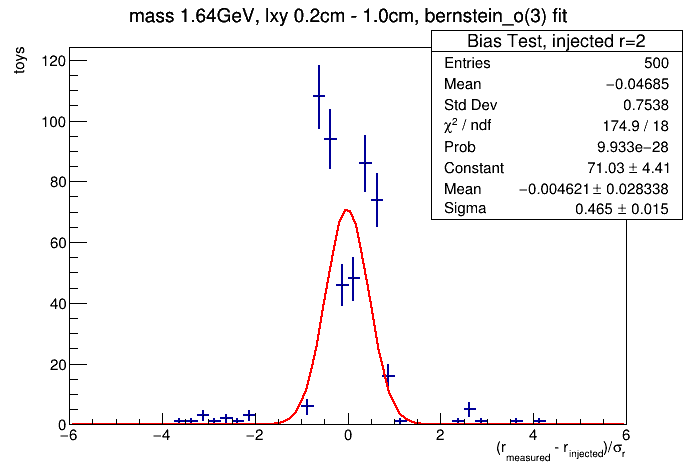 mass 1.64GeV, lxy 0.2cm - 1.0cm, bernstein_o(3) fit
Bias Test, injected r=2
Entries 500
Mean −0.04685
Std Dev 0.7538
χ² / ndf 174.9 / 18
Prob 9.933e−28
Constant 71.03 ± 4.41
Mean −0.004621 ± 0.028338
Sigma 0.465 ± 0.015
toys
120
100
80
60
40
20
0
−6 −4 −2 0 2 4 6
(r_measured - r_injected)/σ_r